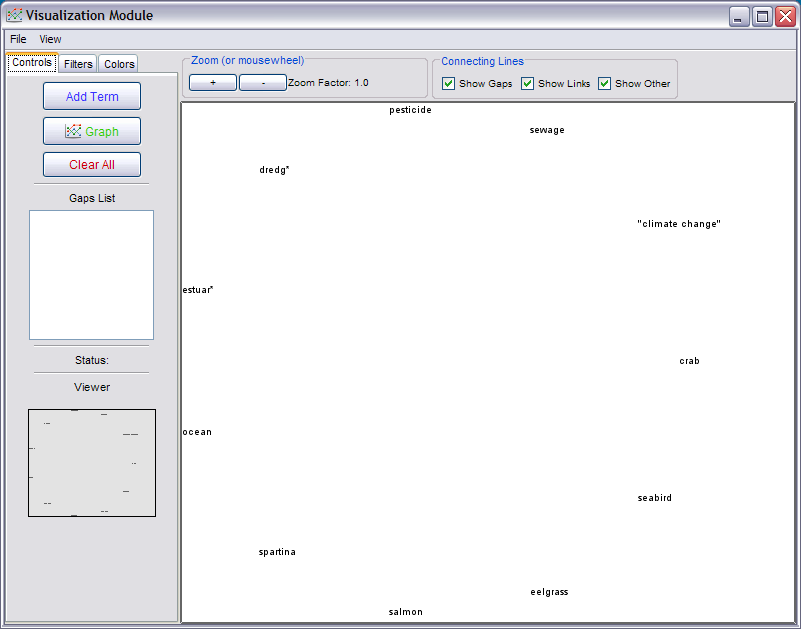 Visualization Module
File View
Controls Filters Colors
Add Term
Graph
Clear All
Gaps List
Status:
Viewer
Zoom (or mousewheel)
+ - Zoom Factor: 1.0
Connecting Lines
Show Gaps Show Links Show Other
pesticide
sewage
dredg*
"climate change"
estuar*
crab
ocean
seabird
spartina
eelgrass
salmon